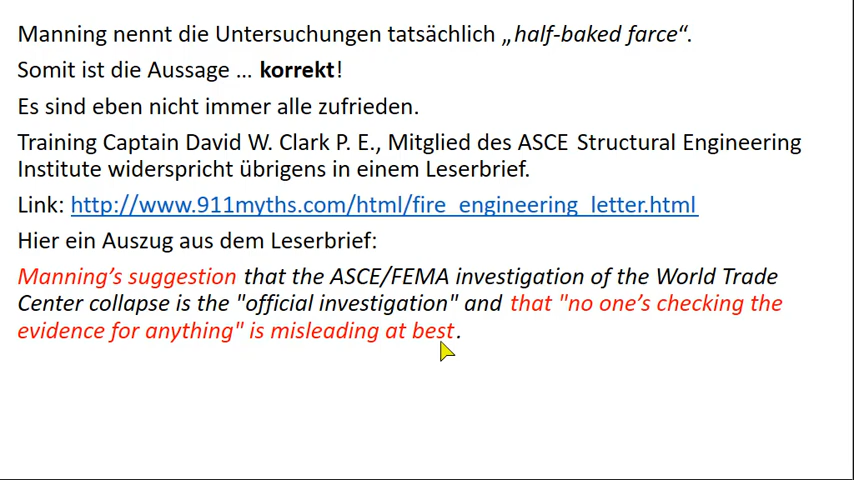 Manning nennt die Untersuchungen tatsächlich „half-baked farce“.
Somit ist die Aussage … korrekt!
Es sind eben nicht immer alle zufrieden.
Training Captain David W. Clark P. E., Mitglied des ASCE Structural Engineering
Institute widerspricht übrigens in einem Leserbrief.
Link: http://www.911myths.com/html/fire_engineering_letter.html
Hier ein Auszug aus dem Leserbrief:
Manning’s suggestion that the ASCE/FEMA investigation of the World Trade
Center collapse is the "official investigation" and that "no one’s checking the
evidence for anything" is misleading at best.